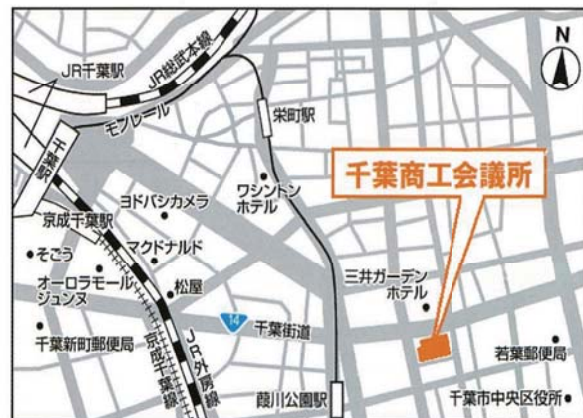 JR千葉駅
JR総武本線
モノレール
千葉駅
栄町駅
N
千葉商工会議所
ワシントン
ホテル
ヨドバシカメラ
京成千葉駅
そごう
マクドナルド
オーロラモール
ジュンヌ
松屋
三井ガーデン
ホテル
14
千葉街道
千葉新町郵便局
京成千葉線
JR外房線
葭川公園駅
若葉郵便局
千葉市中央区役所